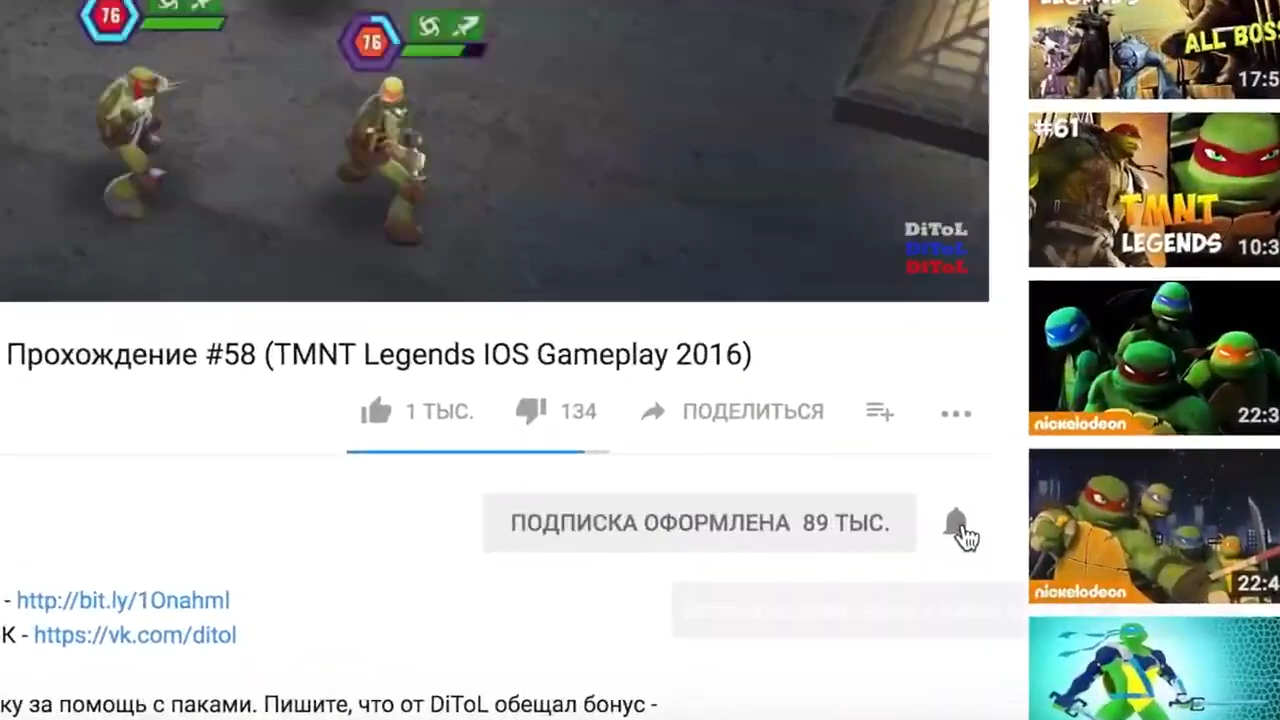 76
76
LEGENDS
ALL BOSS
17:5
#61
TMNT
LEGENDS
10:3
DiToL
DiToL
DiToL
Прохождение #58 (TMNT Legends IOS Gameplay 2016)
1 ТЫС.
134
ПОДЕЛИТЬСЯ
nickelodeon
22:3
ПОДПИСКА ОФОРМЛЕНА 89 ТЫС.
nickelodeon
22:4
- http://bit.ly/1Onahml
К - https://vk.com/ditol
ку за помощь с паками. Пишите, что от DiToL обещал бонус -